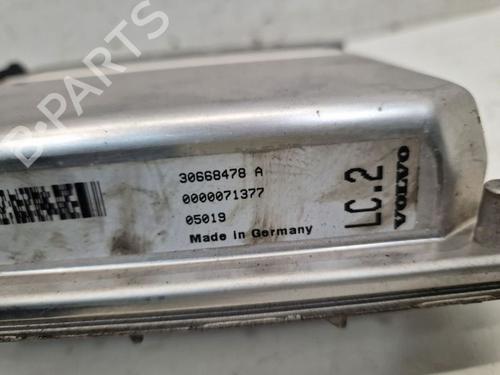 B-PARTS
30668478 A
0000071377
05019
Made in Germany
LC.2
VOLVO